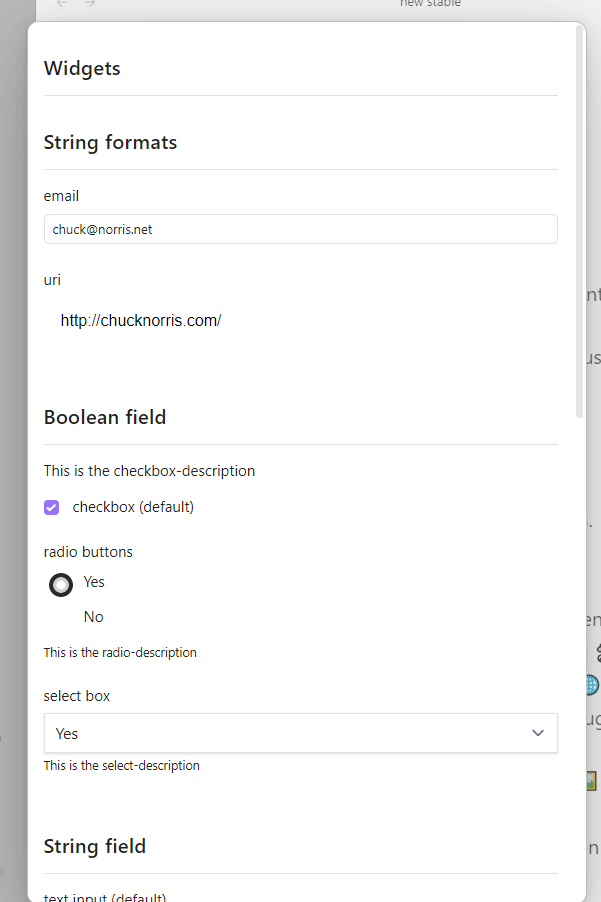 new stable
Widgets
String formats
email
chuck@norris.net
uri
http://chucknorris.com/
Boolean field
This is the checkbox-description
checkbox (default)
radio buttons
Yes
No
This is the radio-description
select box
Yes
This is the select-description
String field
text input (default)